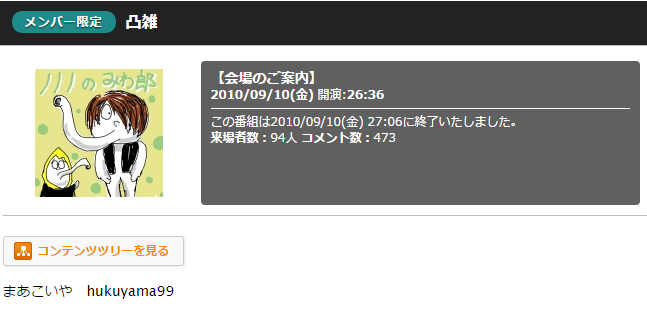 メンバー限定 凸雑
ノノノの みわ郎
【会場のご案内】
2010/09/10(金) 開演:26:36
この番組は2010/09/10(金) 27:06に終了いたしました。
来場者数：94人 コメント数：473
コンテンツツリーを見る
まあこいや　hukuyama99